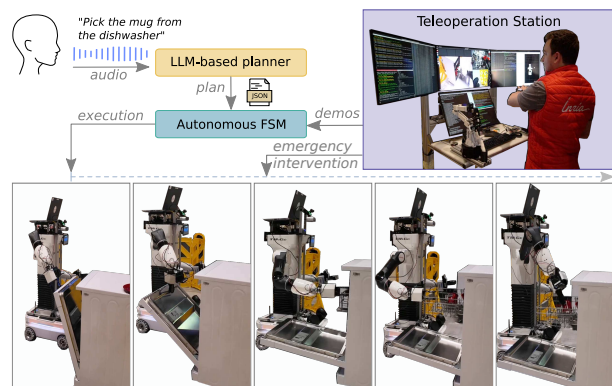 "Pick the mug from
the dishwasher"
audio
LLM-based planner
plan
JSON
Autonomous FSM
execution
demos
emergency
intervention
Teleoperation Station
Inria